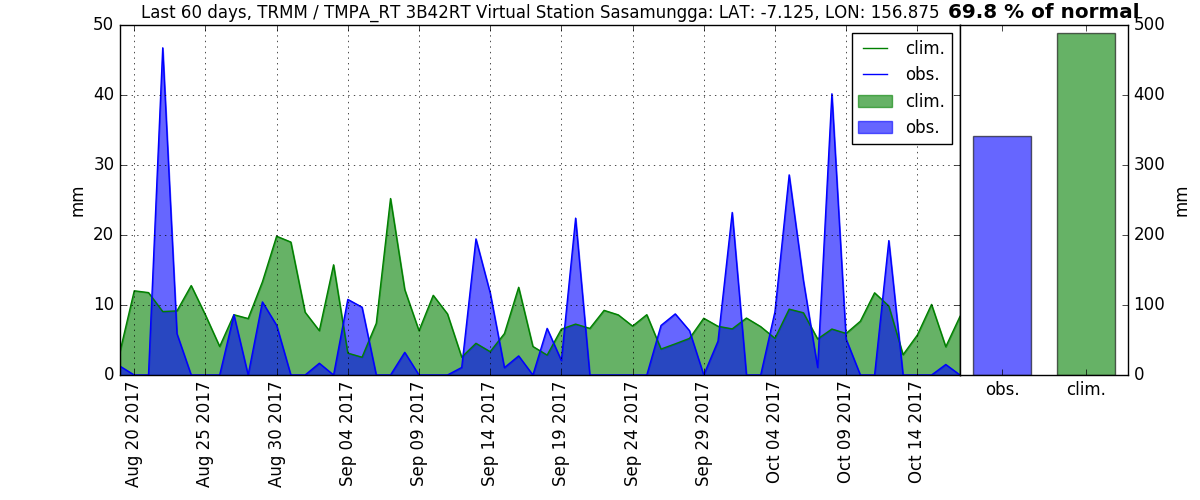 Last 60 days, TRMM / TMPA_RT 3B42RT Virtual Station Sasamungga: LAT: -7.125, LON: 156.875
69.8 % of normal
50
40
30
20
10
0
mm
clim.
obs.
clim.
obs.
500
400
300
200
100
0
mm
Aug 20 2017
Aug 25 2017
Aug 30 2017
Sep 04 2017
Sep 09 2017
Sep 14 2017
Sep 19 2017
Sep 24 2017
Sep 29 2017
Oct 04 2017
Oct 09 2017
Oct 14 2017
obs.
clim.